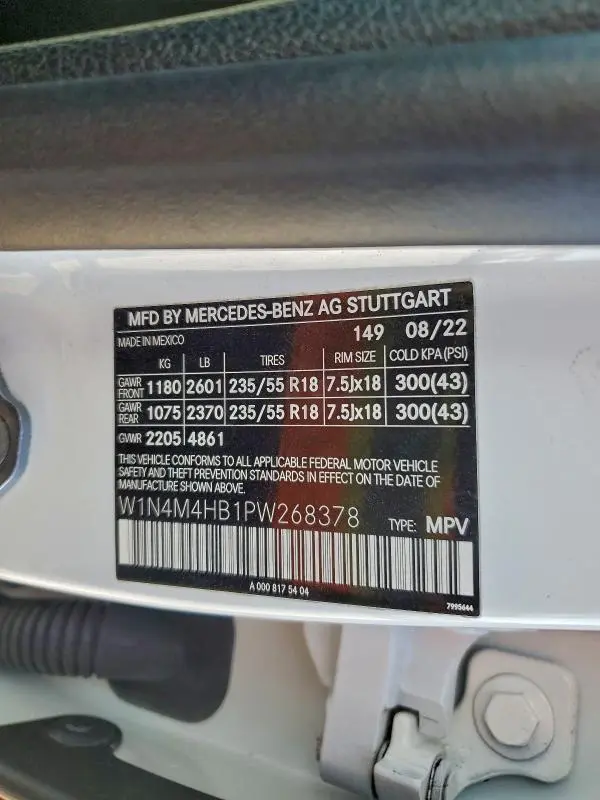 MFD BY MERCEDES-BENZ AG STUTTGART
MADE IN MEXICO 149 08/22
KG LB TIRES RIM SIZE COLD KPA (PSI)
GAWR FRONT 1180 2601 235/55 R18 7.5Jx18 300(43)
GAWR REAR 1075 2370 235/55 R18 7.5Jx18 300(43)
GVWR 2205 4861
THIS VEHICLE CONFORMS TO ALL APPLICABLE FEDERAL MOTOR VEHICLE
SAFETY AND THEFT PREVENTION STANDARDS IN EFFECT ON THE DATE
OF MANUFACTURE SHOWN ABOVE.
W1N4M4HB1PW268378 TYPE: MPV
A 000 817 54 04
7995644